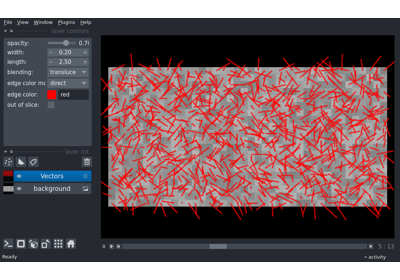 File View Window Plugins Help
layer controls
opacity: 0.70
width: 0.20
length: 2.50
blending: transluce
edge color mo direct
edge color: red
out of slice:
layer list
Vectors
background
5 13
Ready
activity